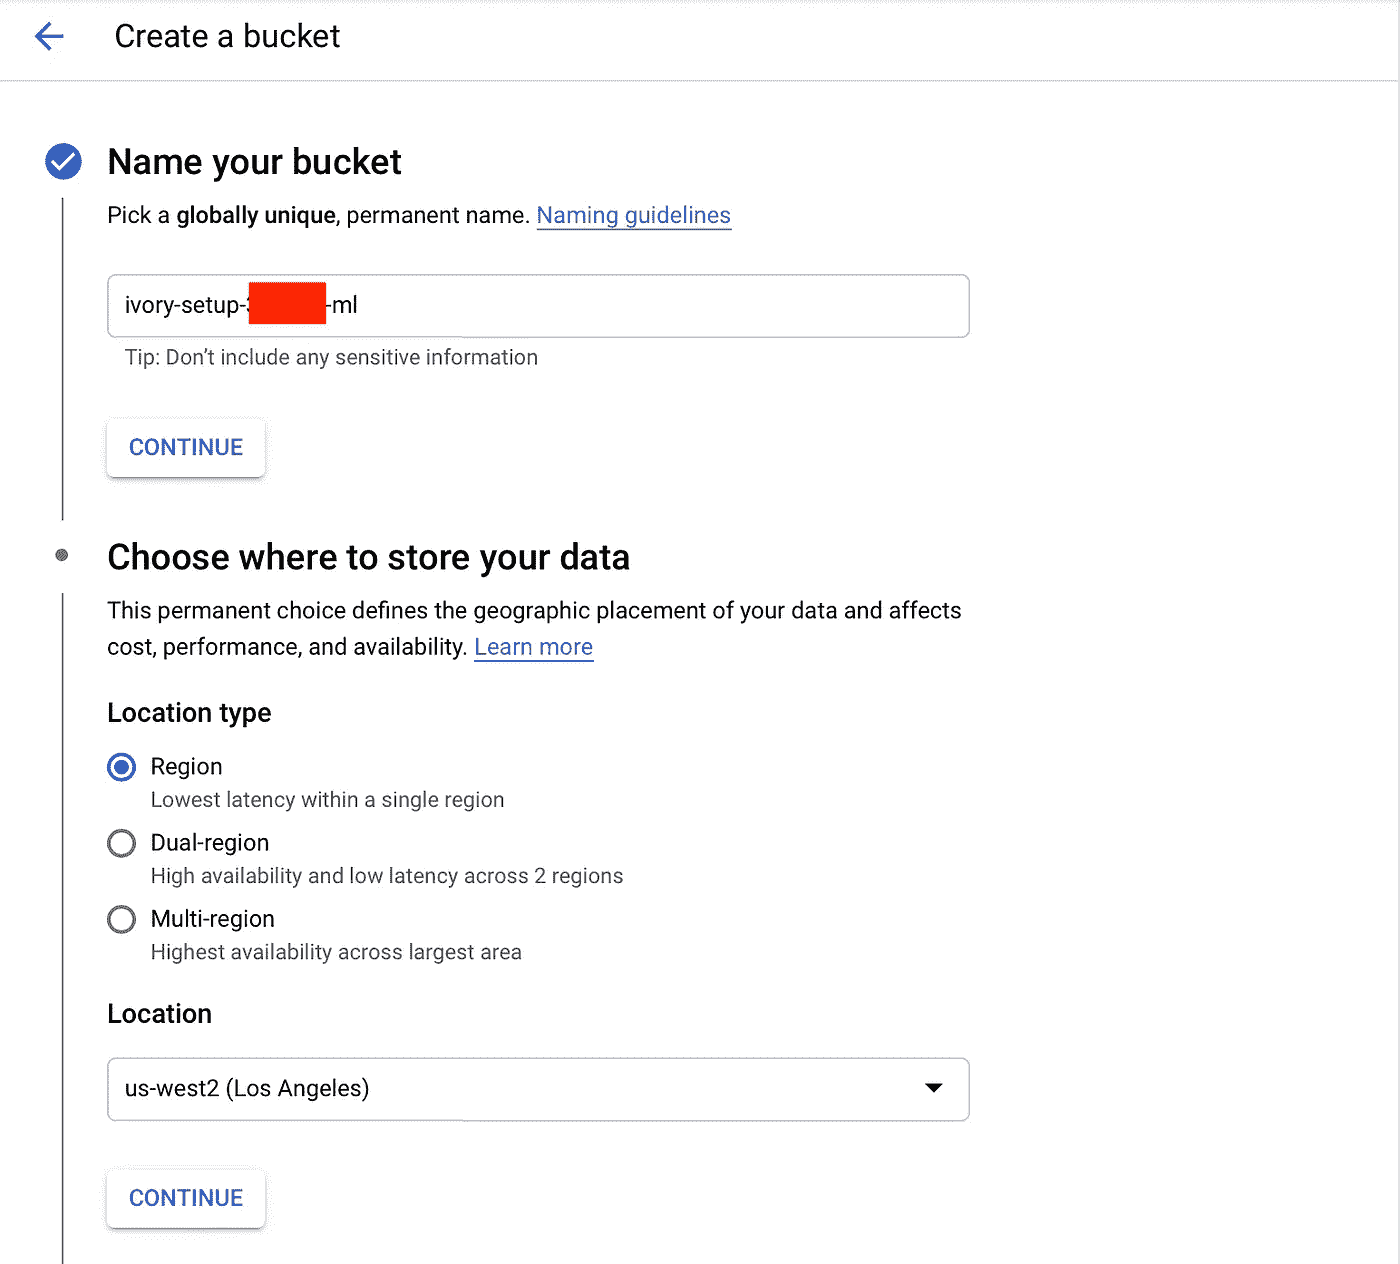 Create a bucket
Name your bucket
Pick a globally unique, permanent name. Naming guidelines
ivory-setup- -ml
Tip: Don’t include any sensitive information
CONTINUE
Choose where to store your data
This permanent choice defines the geographic placement of your data and affects
cost, performance, and availability. Learn more
Location type
Region
Lowest latency within a single region
Dual-region
High availability and low latency across 2 regions
Multi-region
Highest availability across largest area
Location
us-west2 (Los Angeles)
CONTINUE